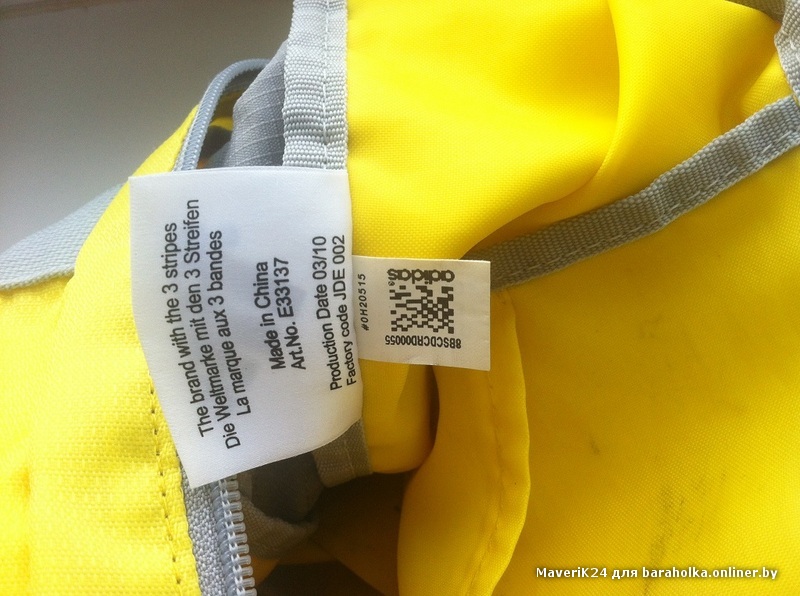 The brand with the 3 stripes
Die Weltmarke mit den 3 Streifen
La marque aux 3 bandes
Made in China
Art.No. E33137
Production Date 03/10
Factory code JDE 002
#0H20515
adidas®
8BSCDCRD00055
MaveriK24 для baraholka.onliner.by